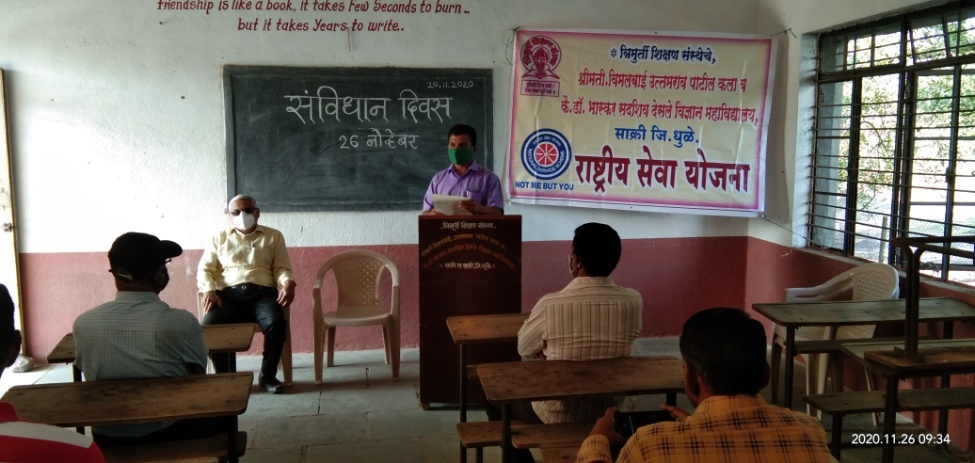 friendship is like a book, it takes Few Seconds to burn..
but it takes Years to write..
26.11.2020
संविधान दिवस
26 नोव्हेंबर
त्रिमुर्ती शिक्षण संस्थेचे,
श्रीमती.विमलबाई उत्तमराव पाटील कला व
कै.डॉ.भास्कर सदाशिव देसले विज्ञान महाविद्यालय,
साक्री जि.धुळे.
राष्ट्रीय सेवा योजना
NOT ME BUT YOU
त्रिमुर्ती शिक्षण संस्था
2020.11.26 09:34